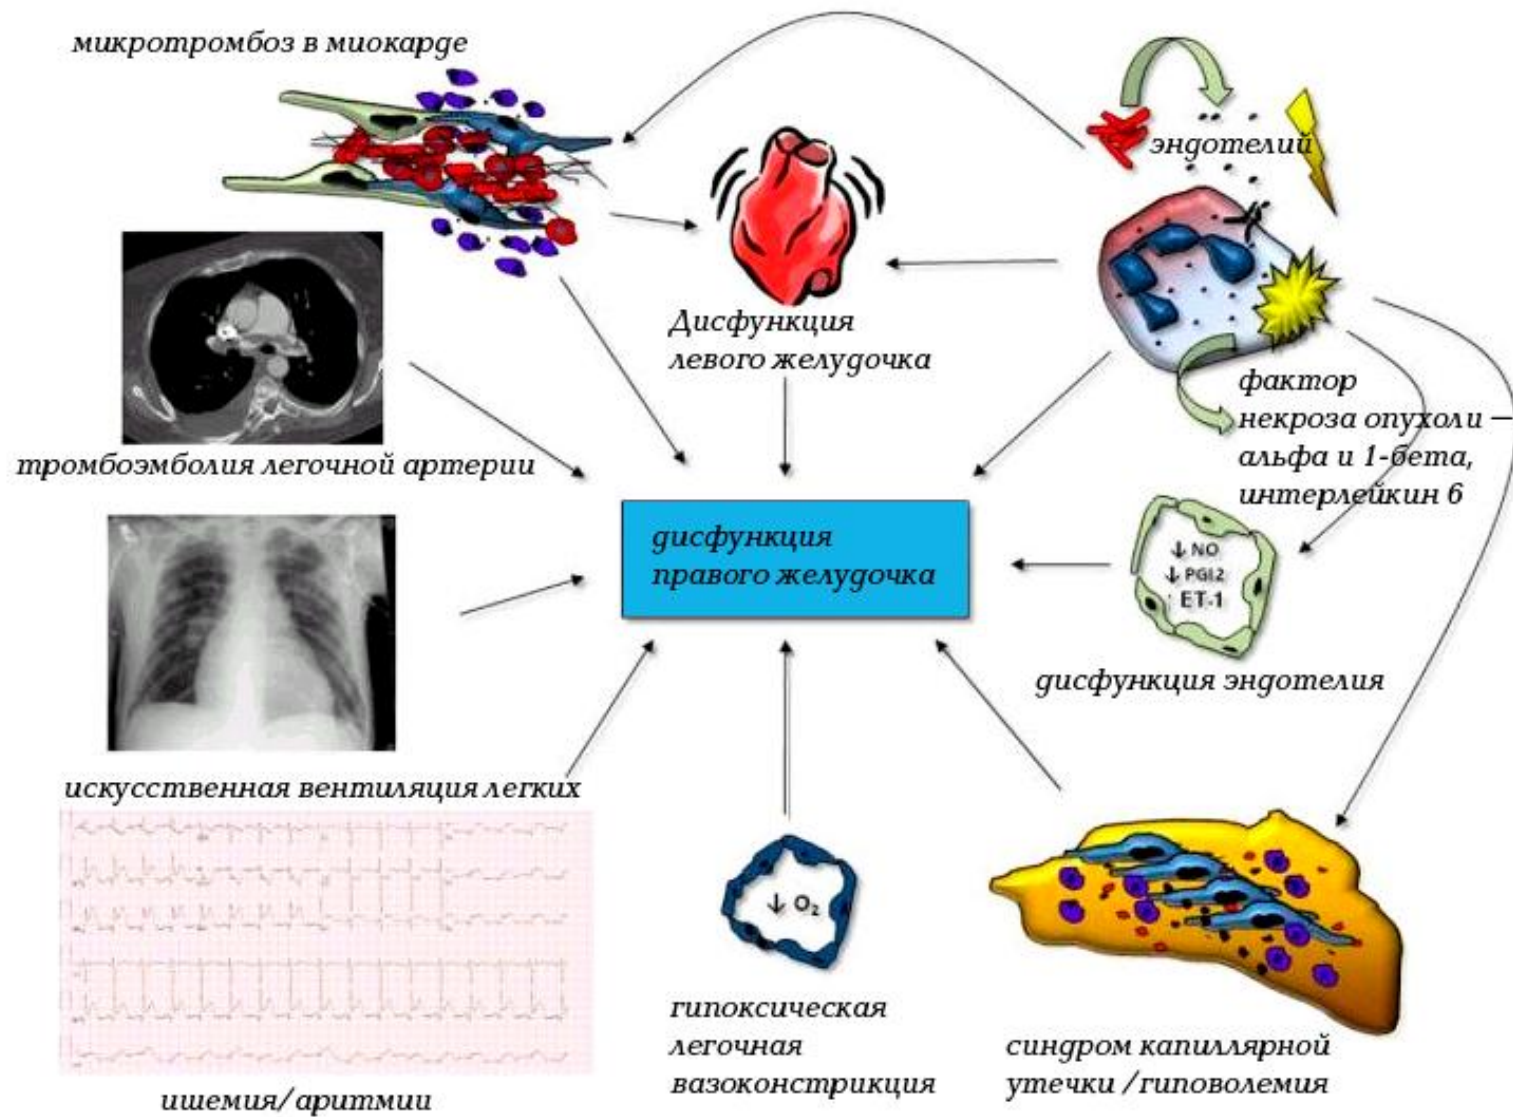 микротромбоз в миокарде
эндотелий
Дисфункция
левого желудочка
тромбоэмболия легочной артерии
фактор
некроза опухоли —
альфа и 1-бета,
интерлейкин 6
дисфункция
правого желудочка
↓ NO
↓ PGI2
ET-1
дисфункция эндотелия
искусственная вентиляция легких
↓ O₂
гипоксическая
легочная
вазоконстрикция
синдром капиллярной
утечки /гиповолемия
ишемия/аритмии